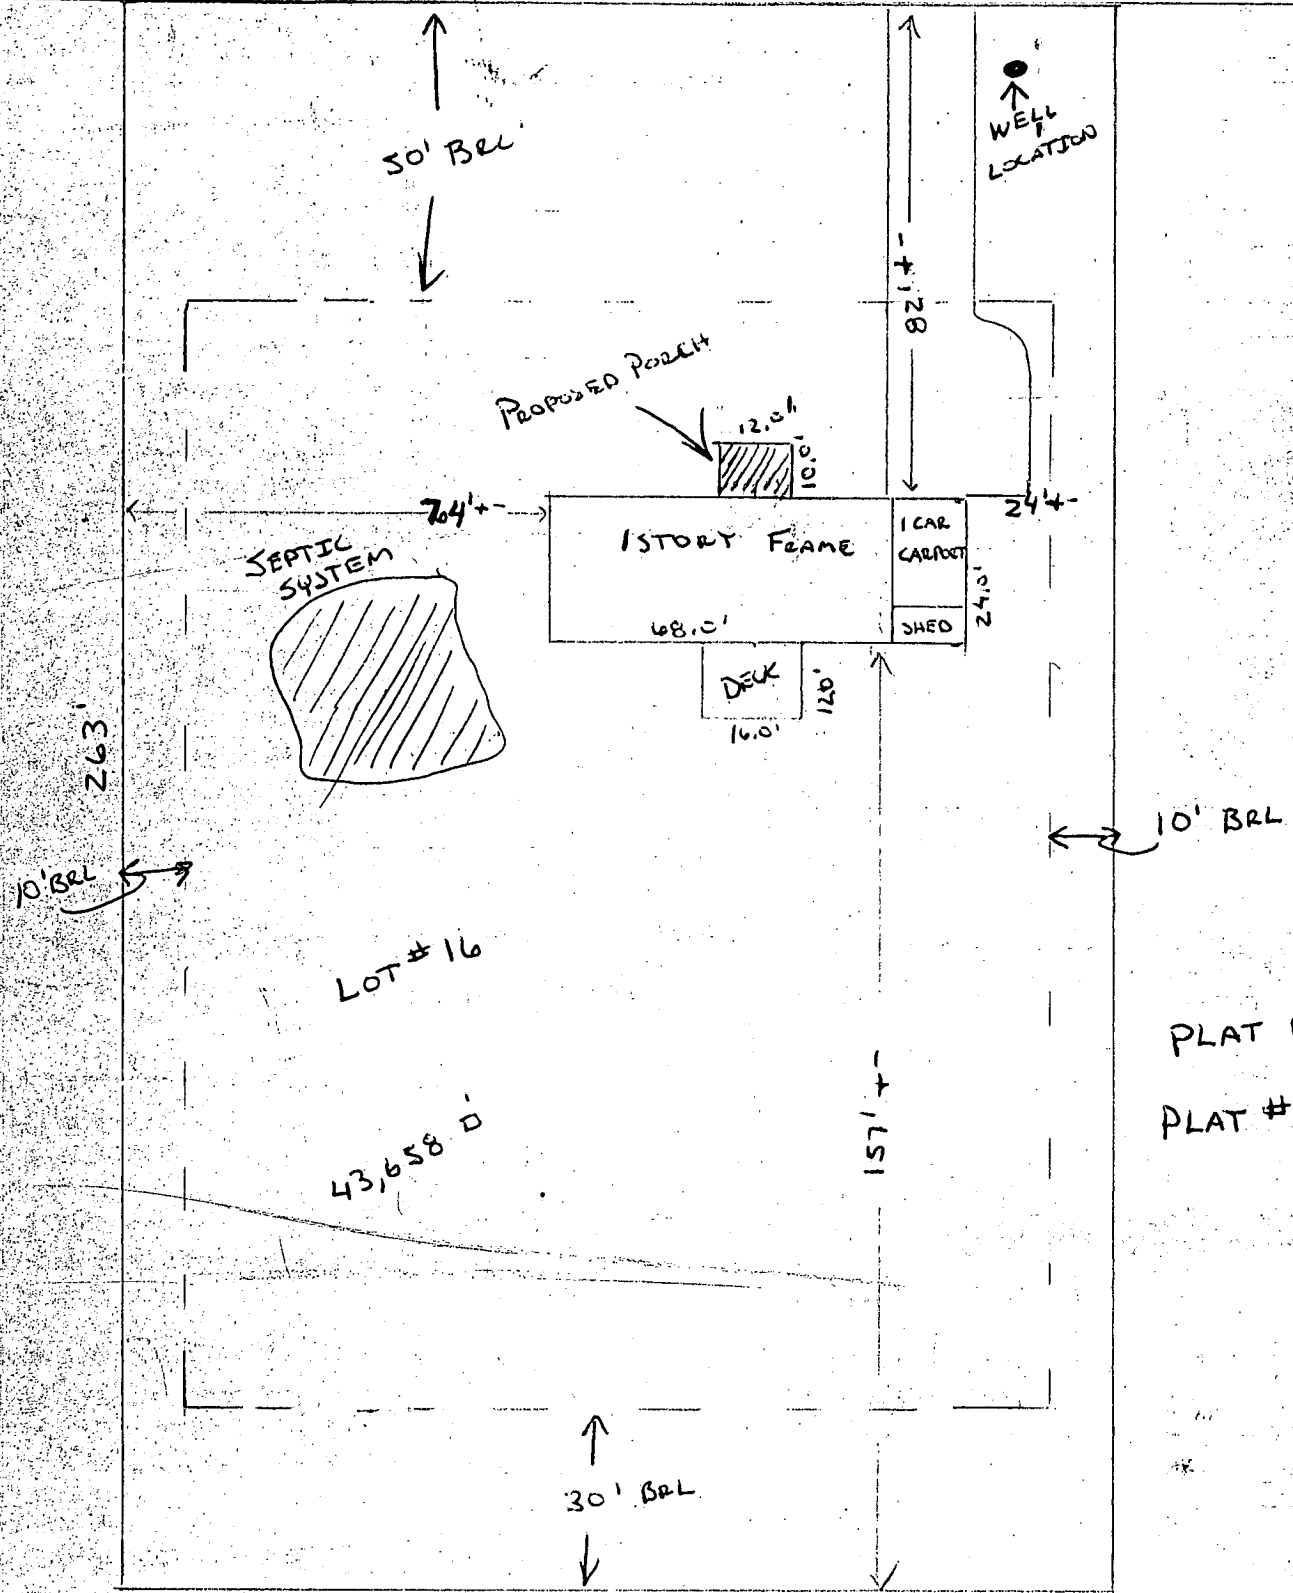 50' BRL
WELL
LOCATION
82' +-
PROPOSED PORCH
12.0'
10.0'
74' +-
24' +-
1 STORY FRAME
1 CAR
CARPORT
SEPTIC
SYSTEM
68.0'
SHED
24.0'
DECK
12.0'
16.0'
263'
10' BRL
10' BRL
LOT # 16
PLAT
PLAT #
157' +-
43,658
30' BRL